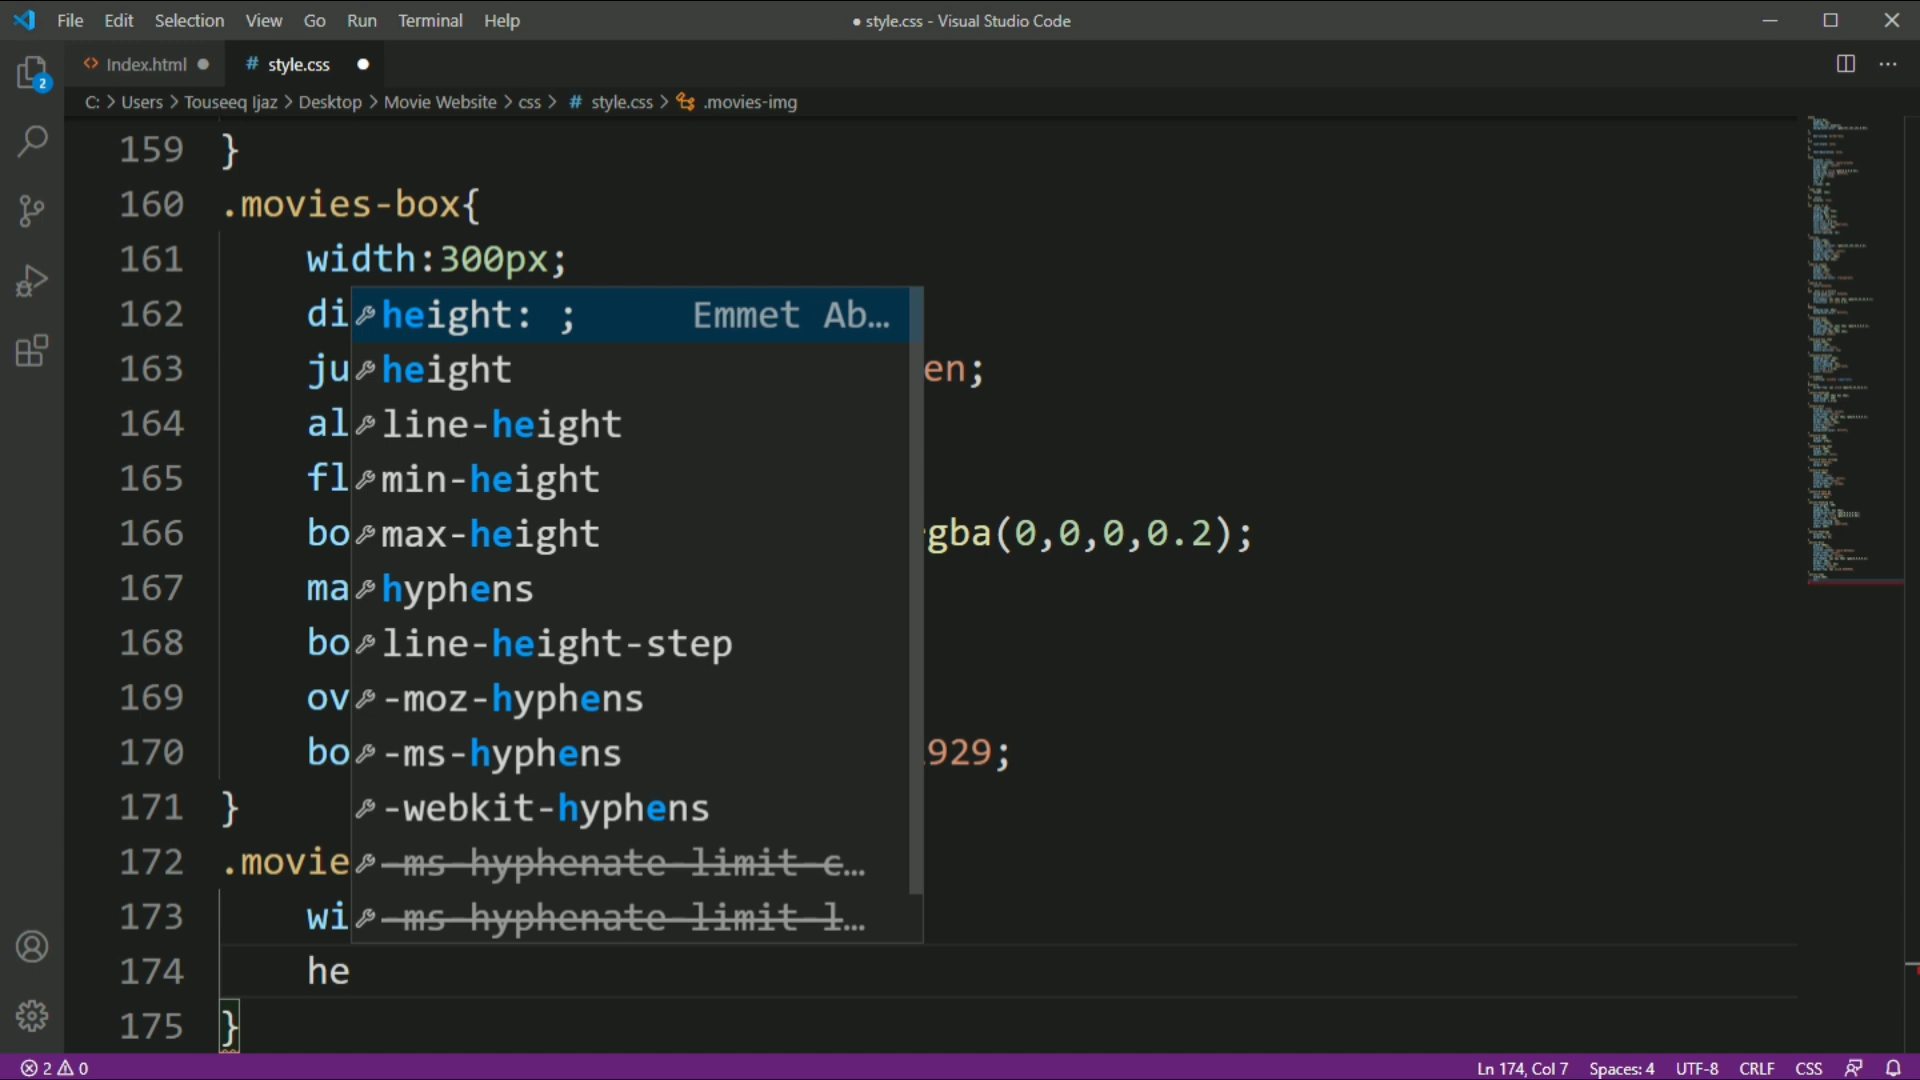 File Edit Selection View Go Run Terminal Help
● style.css - Visual Studio Code
Index.html
# style.css
C: > Users > Touseeq Ijaz > Desktop > Movie Website > css > # style.css > .movies-img
159 }
160 .movies-box{
161 width:300px;
162 di
163 ju en;
164 al
165 fl
166 bo gba(0,0,0,0.2);
167 ma
168 bo
169 ov
170 bo 929;
171 }
172 .movie
173 wi
174 he
175 }
height: ; Emmet Ab…
height
line-height
min-height
max-height
hyphens
line-height-step
-moz-hyphens
-ms-hyphens
-webkit-hyphens
-ms-hyphenate-limit-c…
-ms-hyphenate-limit-l…
2
2 0
Ln 174, Col 7 Spaces: 4 UTF-8 CRLF CSS